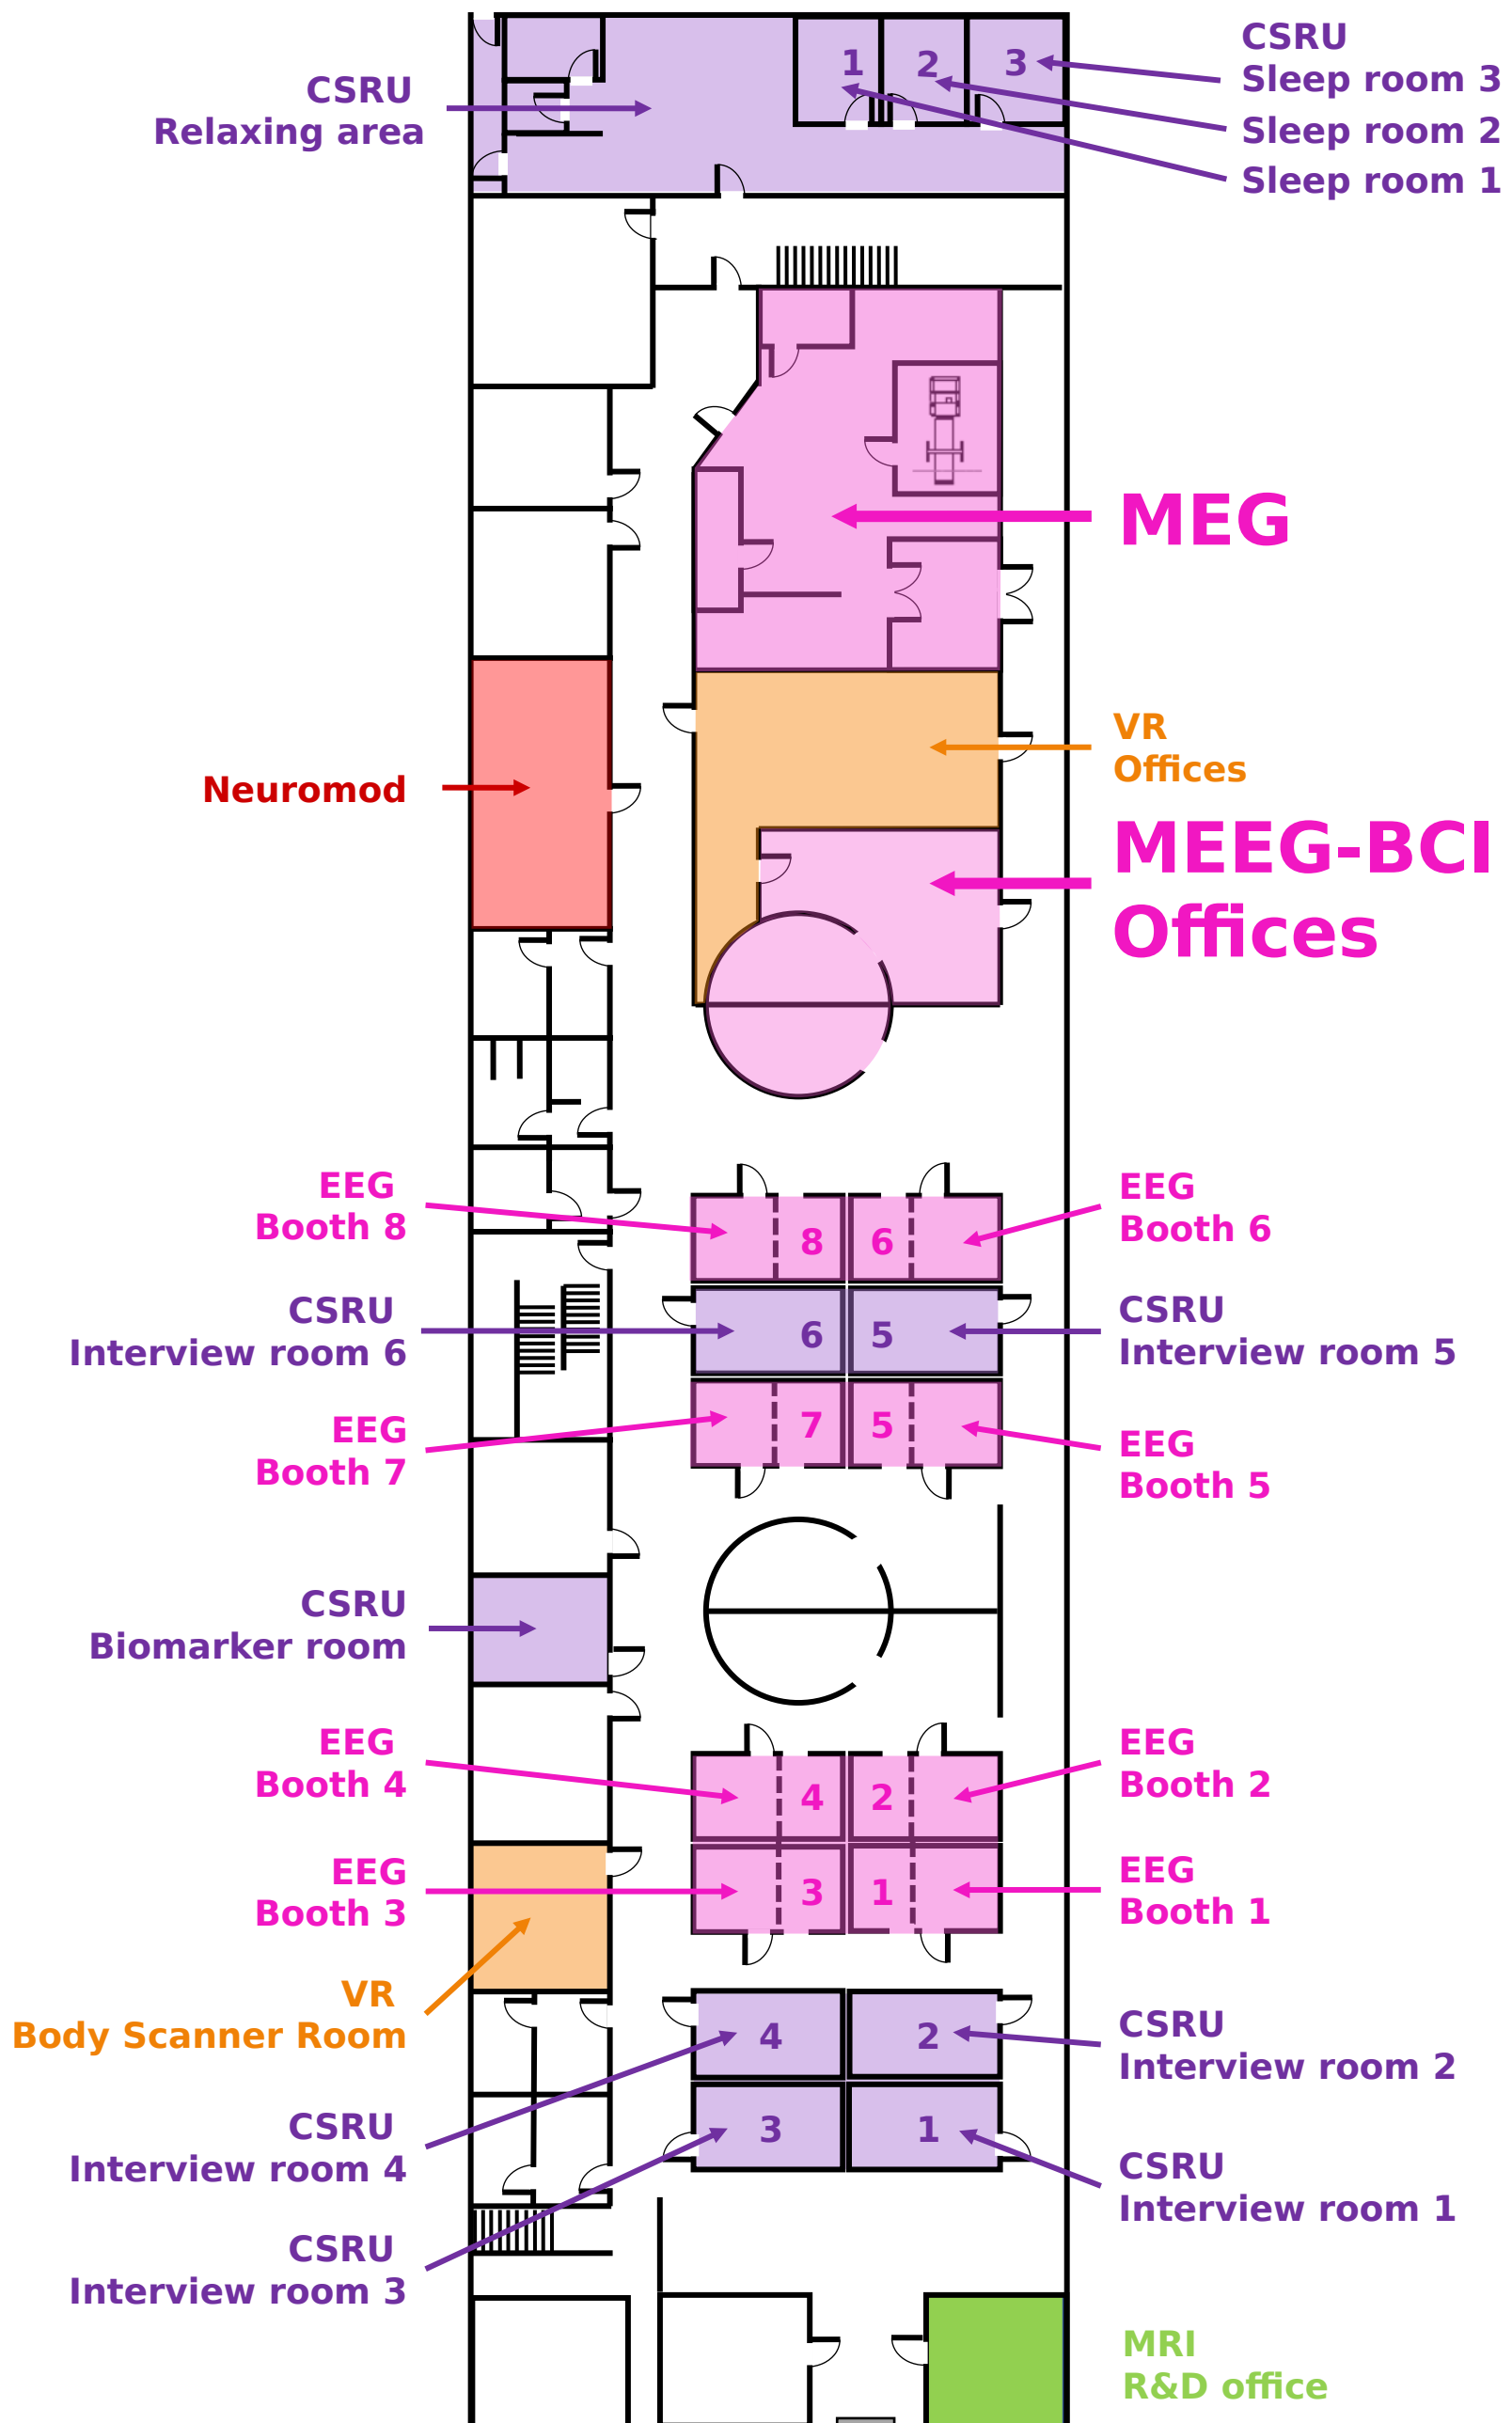 CSRU
Relaxing area
1
2
3
CSRU
Sleep room 3
Sleep room 2
Sleep room 1
MEG
VR
Offices
Neuromod
MEEG-BCI
Offices
EEG
Booth 8
8
6
EEG
Booth 6
CSRU
Interview room 6
6
5
CSRU
Interview room 5
EEG
Booth 7
7
5
EEG
Booth 5
CSRU
Biomarker room
EEG
Booth 4
4
2
EEG
Booth 2
EEG
Booth 3
3
1
EEG
Booth 1
VR
Body Scanner Room
4
2
CSRU
Interview room 2
CSRU
Interview room 4
3
1
CSRU
Interview room 1
CSRU
Interview room 3
MRI
R&D office